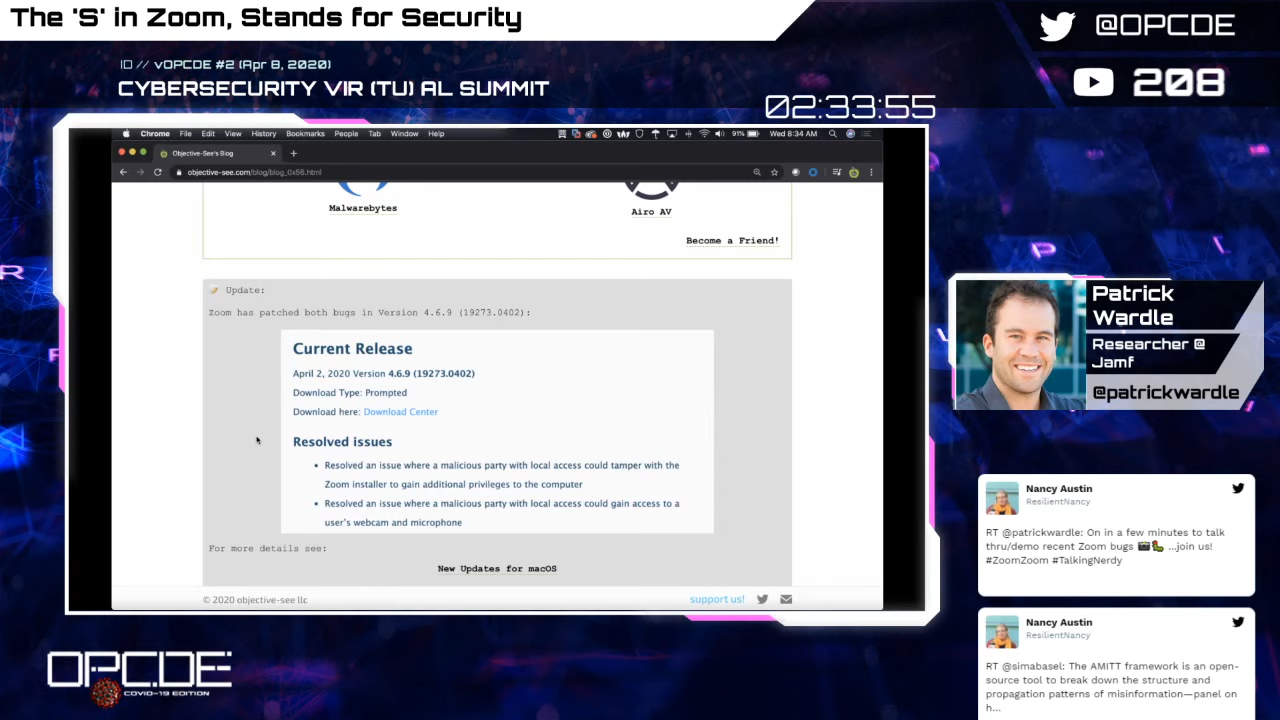 The 'S' in Zoom, Stands for Security
@OPCDE
ID // vOPCDE #2 (Apr 8, 2020)
CYBERSECURITY VIR (TU) AL SUMMIT
208
02:33:55
Chrome File Edit View History Bookmarks People Tab Window Help
91%
Wed 8:34 AM
Objective-See's Blog
objective-see.com/blog/blog_0x56.html
Malwarebytes
Airo AV
Become a Friend!
Update:
Zoom has patched both bugs in Version 4.6.9 (19273.0402):
Current Release
April 2, 2020 Version 4.6.9 (19273.0402)
Download Type: Prompted
Download here: Download Center
Resolved issues
• Resolved an issue where a malicious party with local access could tamper with the
Zoom installer to gain additional privileges to the computer
• Resolved an issue where a malicious party with local access could gain access to a
user's webcam and microphone
For more details see:
New Updates for macOS
© 2020 objective-see llc
support us!
Patrick
Wardle
Researcher @
Jamf
@patrickwardle
Nancy Austin
ResilientNancy
RT @patrickwardle: On in a few minutes to talk
thru/demo recent Zoom bugs 📷🐛 ...join us!
#ZoomZoom #TalkingNerdy
Nancy Austin
ResilientNancy
RT @simabasel: The AMITT framework is an open-
source tool to break down the structure and
propagation patterns of misinformation—panel on
h...
OPCDE
COVID-19 EDITION